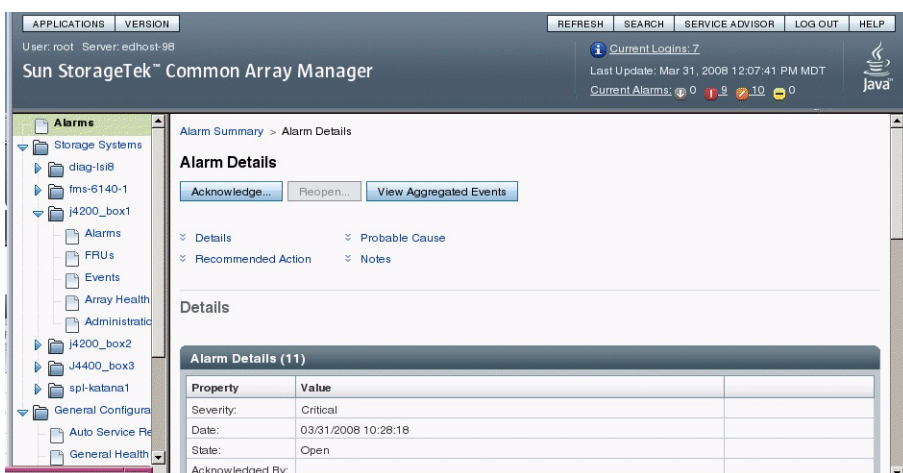 APPLICATIONS VERSION
REFRESH SEARCH SERVICE ADVISOR LOG OUT HELP
User: root Server: edhost-98
Current Logins: 7
Sun StorageTek™ Common Array Manager
Last Update: Mar 31, 2008 12:07:41 PM MDT
Current Alarms: 0 9 10 0
Java™
Alarms
Storage Systems
diag-lsi8
fms-6140-1
j4200_box1
Alarms
FRUs
Events
Array Health
Administratio
j4200_box2
J4400_box3
spl-katana1
General Configura
Auto Service Re
General Health
Alarm Summary > Alarm Details
Alarm Details
Acknowledge... Reopen... View Aggregated Events
Details Probable Cause
Recommended Action Notes
Details
Alarm Details (11)
Property Value
Severity: Critical
Date: 03/31/2008 10:28:18
State: Open
Acknowledged By: